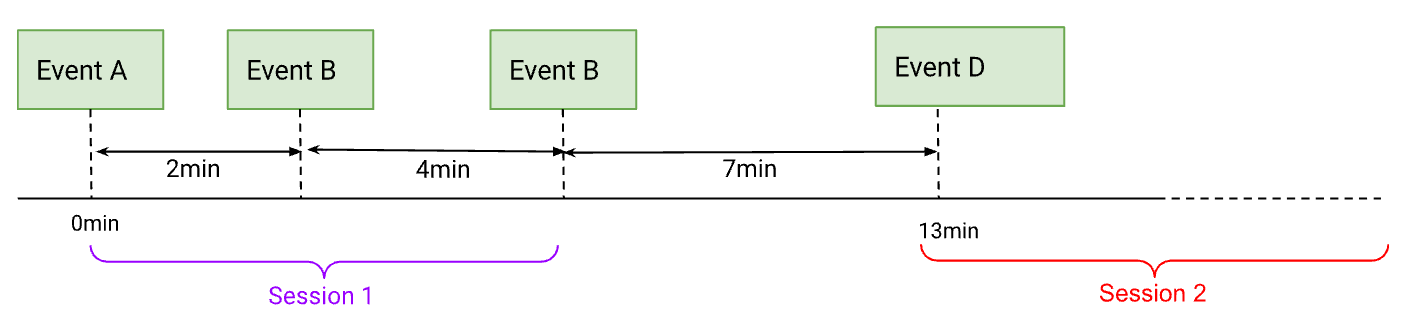 Event A
Event B
Event B
Event D
2min
4min
7min
0min
13min
Session 1
Session 2